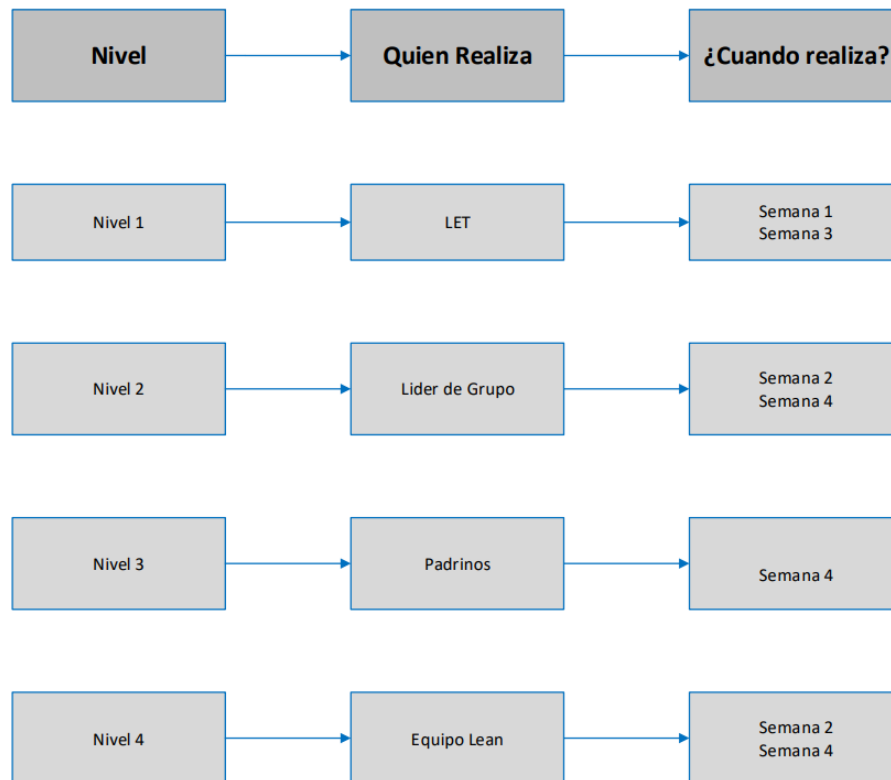 Nivel
Quien Realiza
¿Cuando realiza?
Nivel 1
LET
Semana 1
Semana 3
Nivel 2
Lider de Grupo
Semana 2
Semana 4
Nivel 3
Padrinos
Semana 4
Nivel 4
Equipo Lean
Semana 2
Semana 4